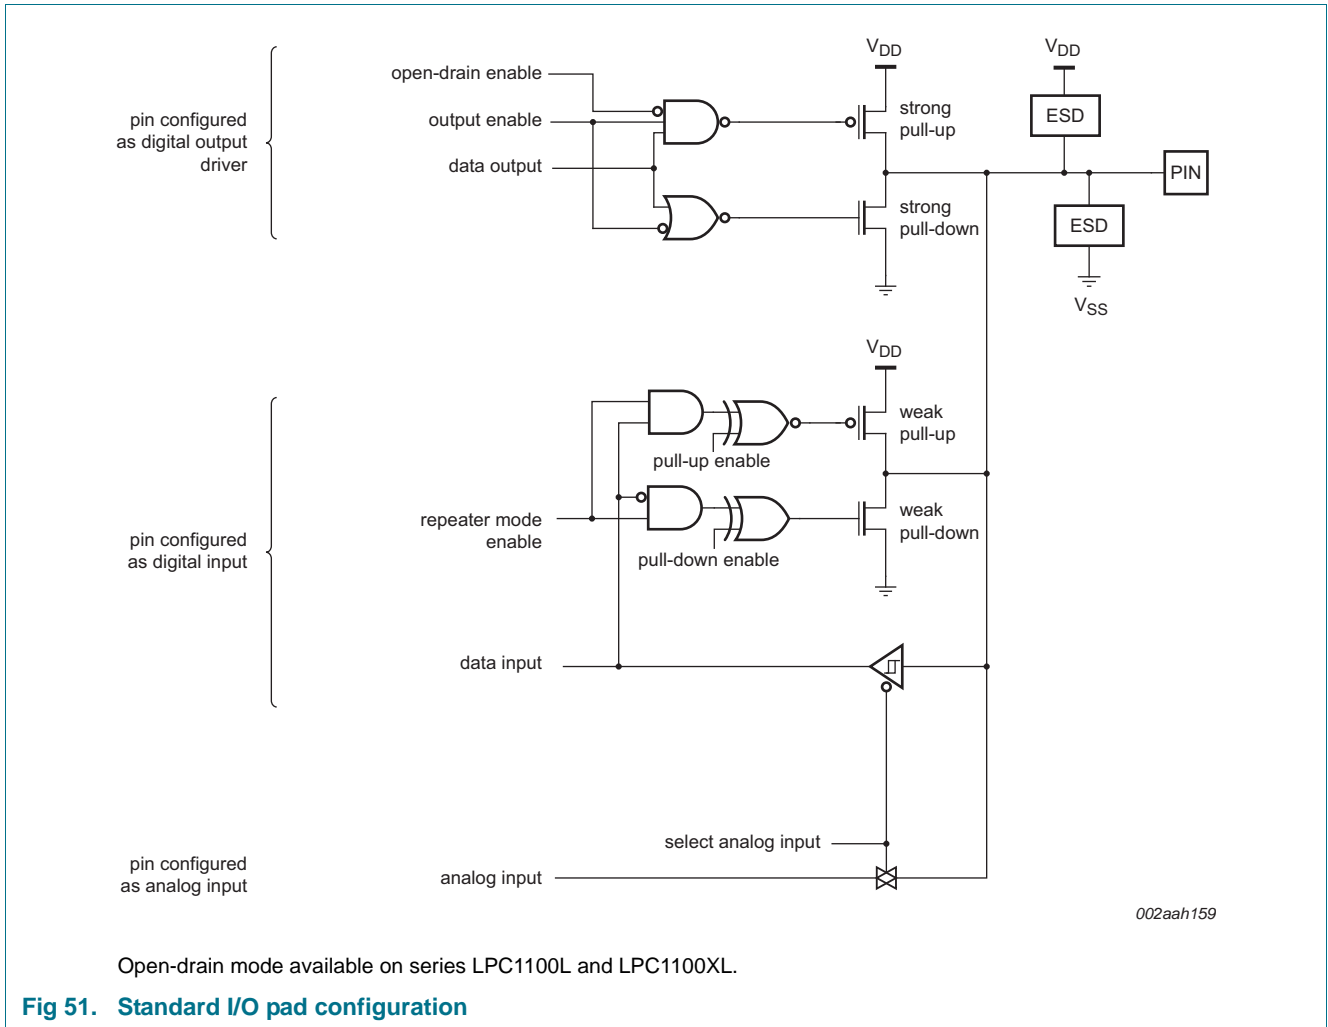 VDD
VDD
open-drain enable
strong
pull-up
ESD
pin configured
as digital output
driver
output enable
data output
PIN
strong
pull-down
ESD
VSS
VDD
weak
pull-up
pull-up enable
repeater mode
enable
weak
pull-down
pin configured
as digital input
pull-down enable
data input
select analog input
pin configured
as analog input
analog input
002aah159
Open-drain mode available on series LPC1100L and LPC1100XL.
Fig 51. Standard I/O pad configuration